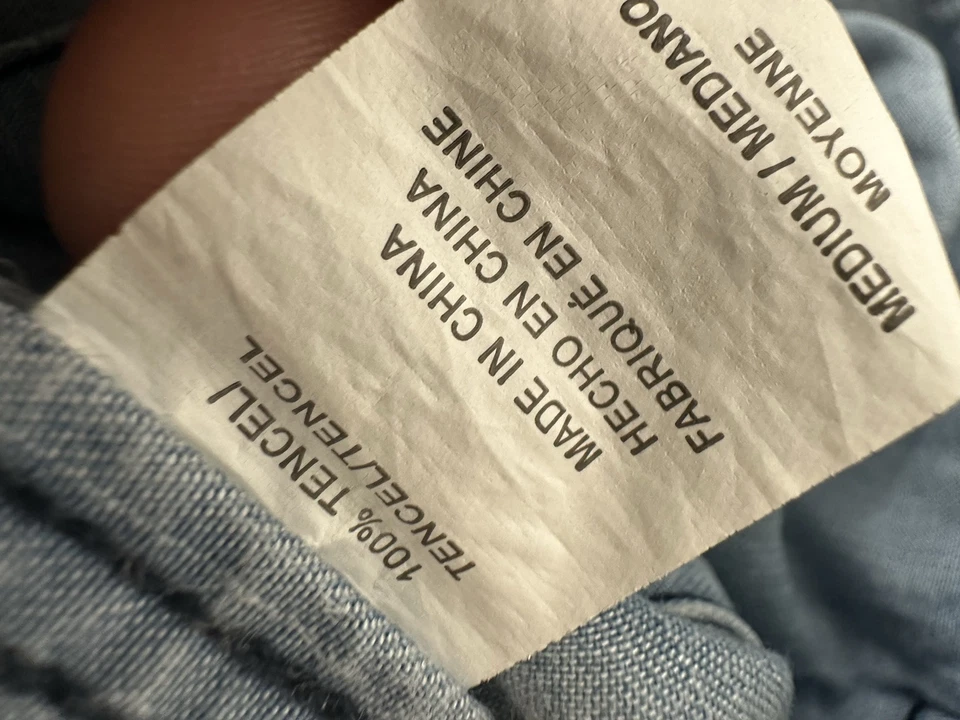 MEDIUM / MEDIANO
MOYENNE
MADE IN CHINA
HECHO EN CHINA
FABRIQUÉ EN CHINE
100% TENCEL/
TENCEL/TENCEL